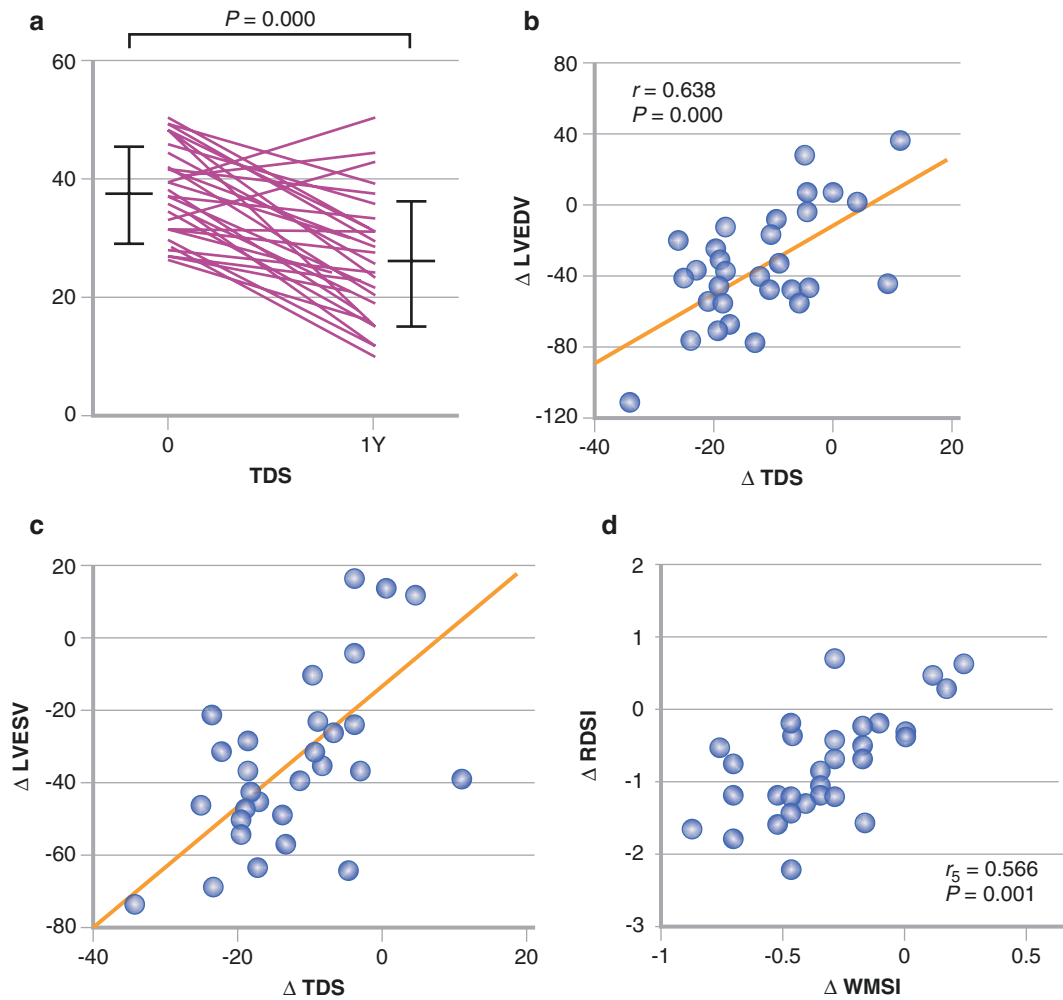 a
P = 0.000
60
40
20
0
0 1Y
TDS
b
r = 0.638
P = 0.000
80
40
0
-40
-80
-120
Δ LVEDV
-40 -20 0 20
Δ TDS
c
20
0
-20
-40
-60
-80
Δ LVESV
-40 -20 0 20
Δ TDS
d
2
1
0
-1
-2
-3
Δ RDSI
r5 = 0.566
P = 0.001
-1 -0.5 0 0.5
Δ WMSI